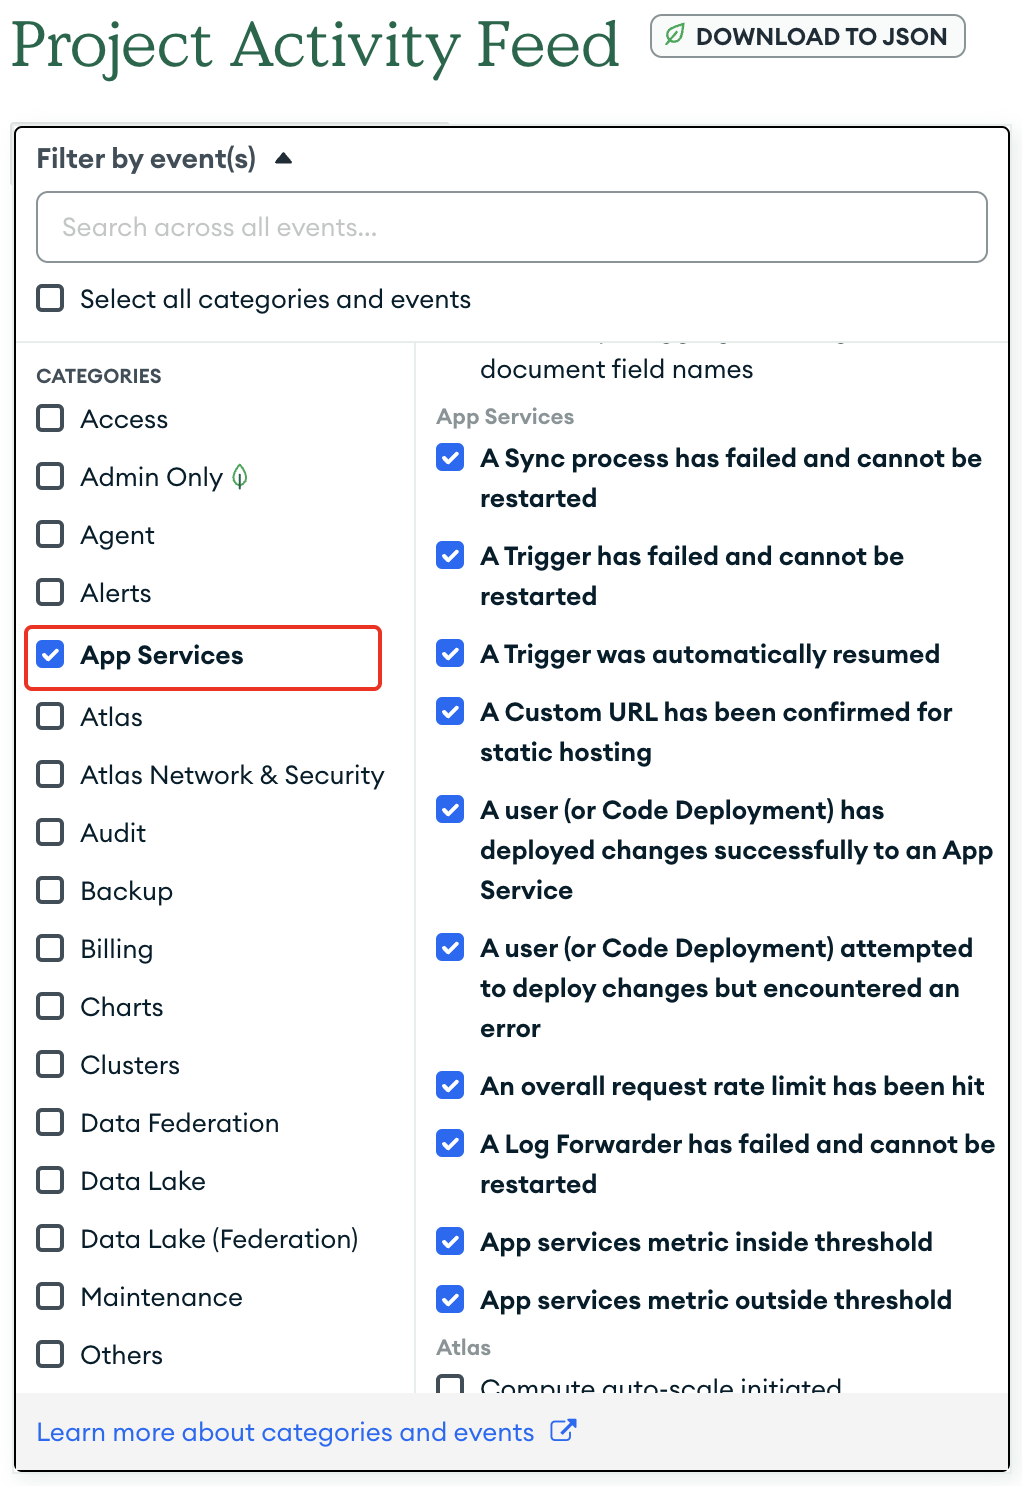 Project Activity Feed
DOWNLOAD TO JSON
Filter by event(s)
Search across all events...
Select all categories and events
CATEGORIES
Access
Admin Only
Agent
Alerts
App Services
Atlas
Atlas Network & Security
Audit
Backup
Billing
Charts
Clusters
Data Federation
Data Lake
Data Lake (Federation)
Maintenance
Others
document field names
App Services
A Sync process has failed and cannot be
restarted
A Trigger has failed and cannot be
restarted
A Trigger was automatically resumed
A Custom URL has been confirmed for
static hosting
A user (or Code Deployment) has
deployed changes successfully to an App
Service
A user (or Code Deployment) attempted
to deploy changes but encountered an
error
An overall request rate limit has been hit
A Log Forwarder has failed and cannot be
restarted
App services metric inside threshold
App services metric outside threshold
Atlas
Compute auto-scale initiated
Learn more about categories and events